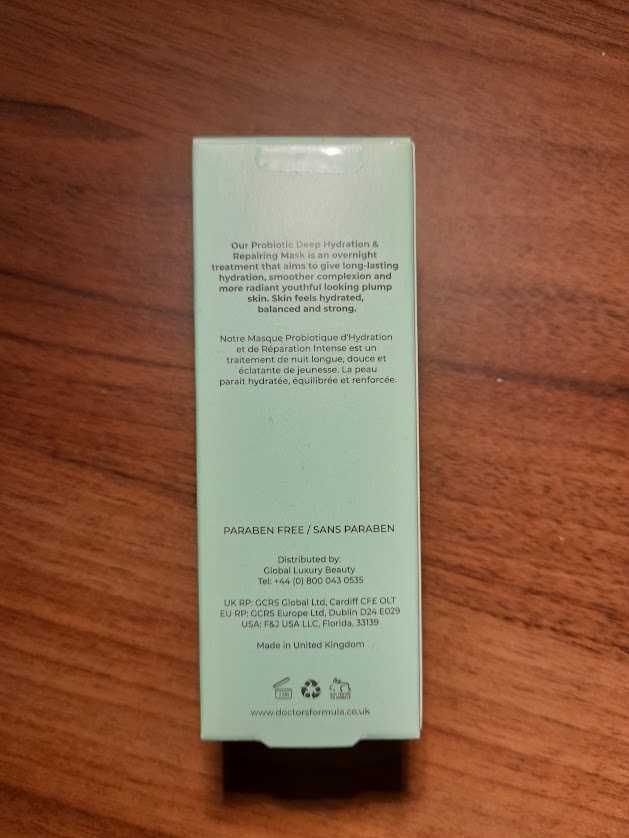 Our Probiotic Deep Hydration &
Repairing Mask is an overnight
treatment that aims to give long-lasting
hydration, smoother complexion and
more radiant youthful looking plump
skin. Skin feels hydrated,
balanced and strong.
Notre Masque Probiotique d'Hydration
et de Réparation Intense est un
traitement de nuit longue, douce et
éclatante de jeunesse. La peau
parait hydratée, équilibrée et renforcée.
PARABEN FREE / SANS PARABEN
Distributed by:
Global Luxury Beauty
Tel: +44 (0) 800 043 0535
UK RP: GCRS Global Ltd, Cardiff CFE OLT
EU RP: GCRS Europe Ltd, Dublin D24 E029
USA: F&J USA LLC, Florida, 33139
Made in United Kingdom
www.doctorsformula.co.uk